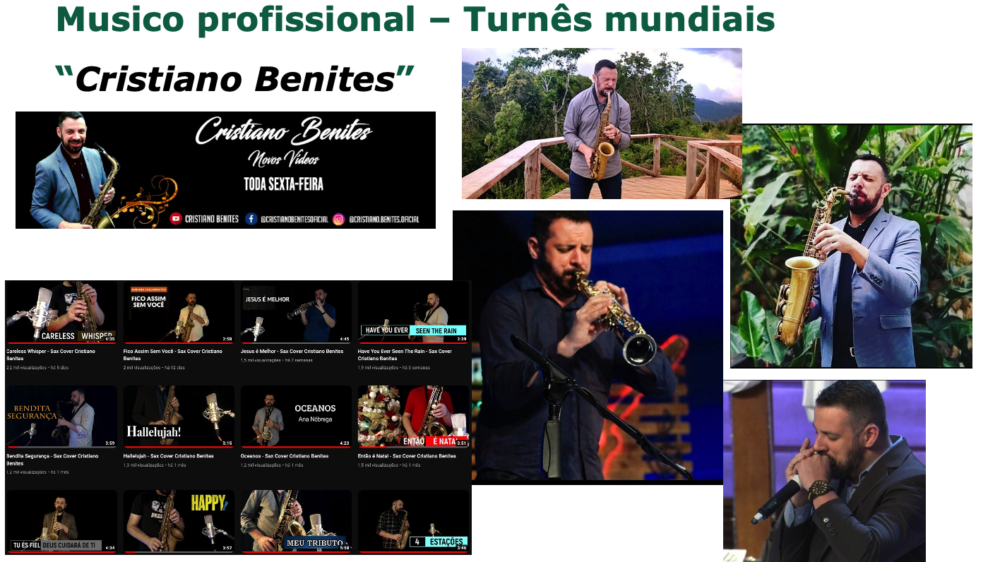 Musico profissional – Turnês mundiais
“Cristiano Benites”
Cristiano Benites
Novos Vídeos
TODA SEXTA-FEIRA
CRISTIANO BENITES @CRISTIANOBENITESOFICIAL @CRISTIANO.BENITES.OFICIAL
CARELESS WHISPER
4:35
ADRIANA CALCANHOTTO
FICO ASSIM
SEM VOCÊ
2:58
JESUS É MELHOR
4:45
HAVE YOU EVER SEEN THE RAIN
2:39
Careless Whisper - Sax Cover Cristiano
Benites
2,2 mil visualizações • há 5 dias
Fico Assim Sem Você - Sax Cover Cristiano
Benites
2 mil visualizações • há 12 dias
Jesus é Melhor - Sax Cover Cristiano Benites
1,5 mil visualizações • há 2 semanas
Have You Ever Seen The Rain - Sax Cover
Cristiano Benites
1,9 mil visualizações • há 3 semanas
BENDITA
SEGURANÇA
3:59
Hallelujah!
3:15
OCEANOS
Ana Nóbrega
4:23
ENTÃO É NATAL
3:51
Bendita Segurança - Sax Cover Cristiano
Benites
1,2 mil visualizações • há 1 mês
Hallelujah - Sax Cover Cristiano Benites
1,3 mil visualizações • há 1 mês
Oceanos - Sax Cover Cristiano Benites
1,2 mil visualizações • há 1 mês
Então é Natal - Sax Cover Cristiano Benites
1,5 mil visualizações • há 1 mês
TU ÉS FIEL DEUS CUIDARÁ DE TI
4:34
HAPPY!
3:52
MEU TRIBUTO
5:58
4 ESTAÇÕES
3:46